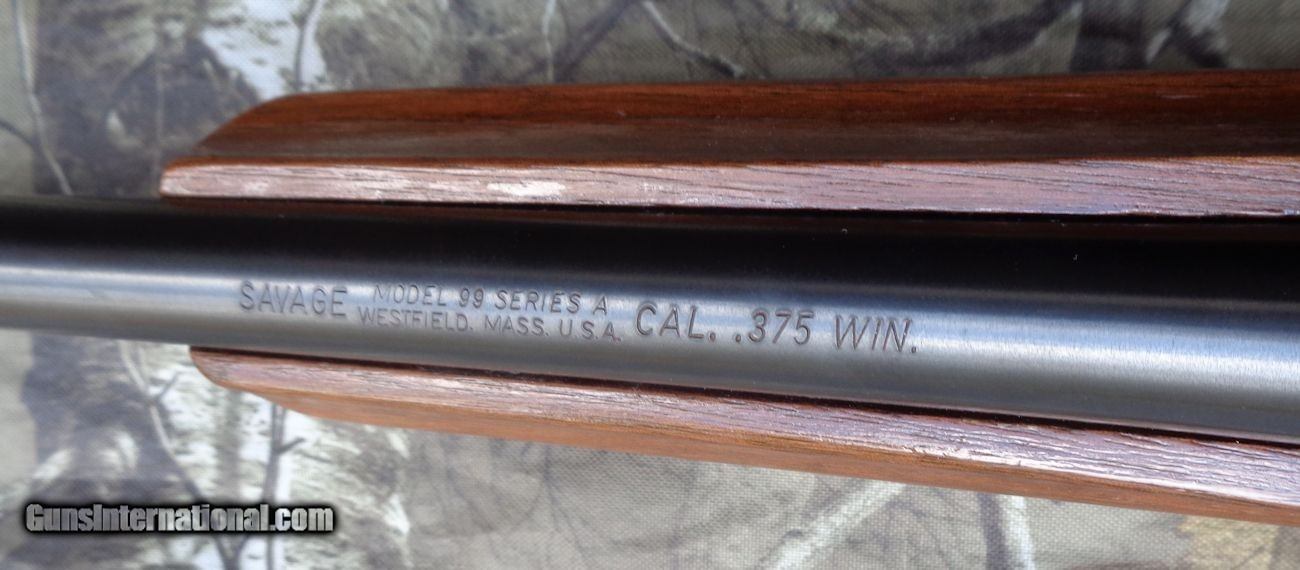 SAVAGE MODEL 99 SERIES A
WESTFIELD, MASS. U.S.A. CAL. .375 WIN.
GunsInternational.com